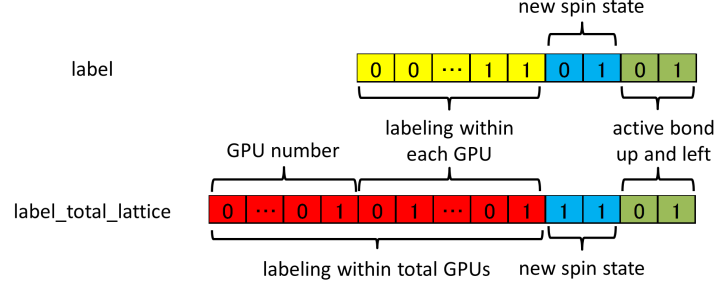 new spin state
label
0 0 ··· 1 1 0 1 0 1
labeling within
each GPU
active bond
up and left
GPU number
label_total_lattice
0 ··· 0 1 0 1 ··· 0 1 1 1 0 1
labeling within total GPUs
new spin state